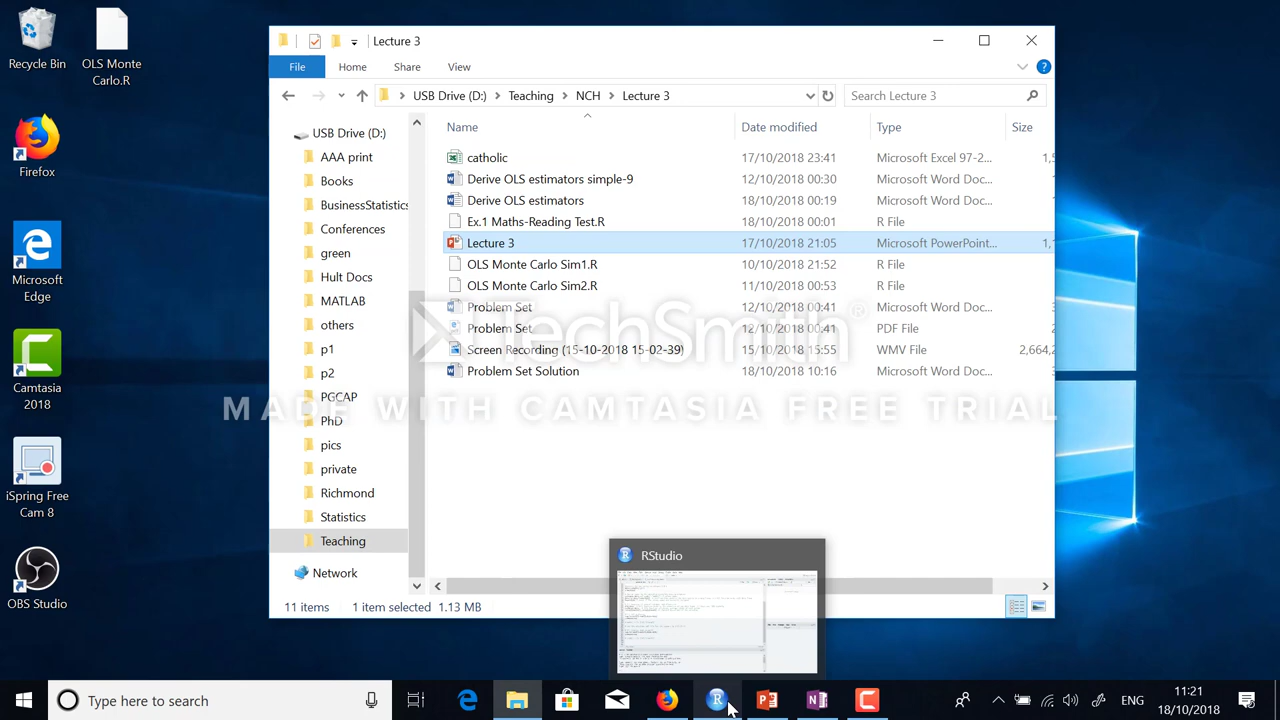 Recycle Bin
OLS Monte Carlo.R
Firefox
Microsoft Edge
Camtasia 2018
iSpring Free Cam 8
OBS Studio
Lecture 3
File Home Share View
USB Drive (D:) Teaching NCH Lecture 3
Search Lecture 3
USB Drive (D:)
AAA print
Books
BusinessStatistics
Conferences
green
Hult Docs
MATLAB
others
p1
p2
PGCAP
PhD
pics
private
Richmond
Statistics
Teaching
Network
Name Date modified Type Size
catholic 17/10/2018 23:41 Microsoft Excel 97-2... 1,5
Derive OLS estimators simple-9 12/10/2018 00:30 Microsoft Word Doc...
Derive OLS estimators 18/10/2018 00:19 Microsoft Word Doc...
Ex.1 Maths-Reading Test.R 18/10/2018 00:01 R File
Lecture 3 17/10/2018 21:05 Microsoft PowerPoint... 1,1
OLS Monte Carlo Sim1.R 10/10/2018 21:52 R File
OLS Monte Carlo Sim2.R 11/10/2018 00:53 R File
Problem Set 12/10/2018 00:41 Microsoft Word Doc... 3
Problem Set 12/10/2018 00:41 PDF File 2
Screen Recording (15-10-2018 15-02-39) 15/10/2018 15:55 WMV File 2,664,2
Problem Set Solution 18/10/2018 10:16 Microsoft Word Doc... 3
TechSmith®
MADE WITH CAMTASIA FREE TRIAL
RStudio
11 items 1 item selected 1.13 MB
Type here to search
ENG
11:21
18/10/2018